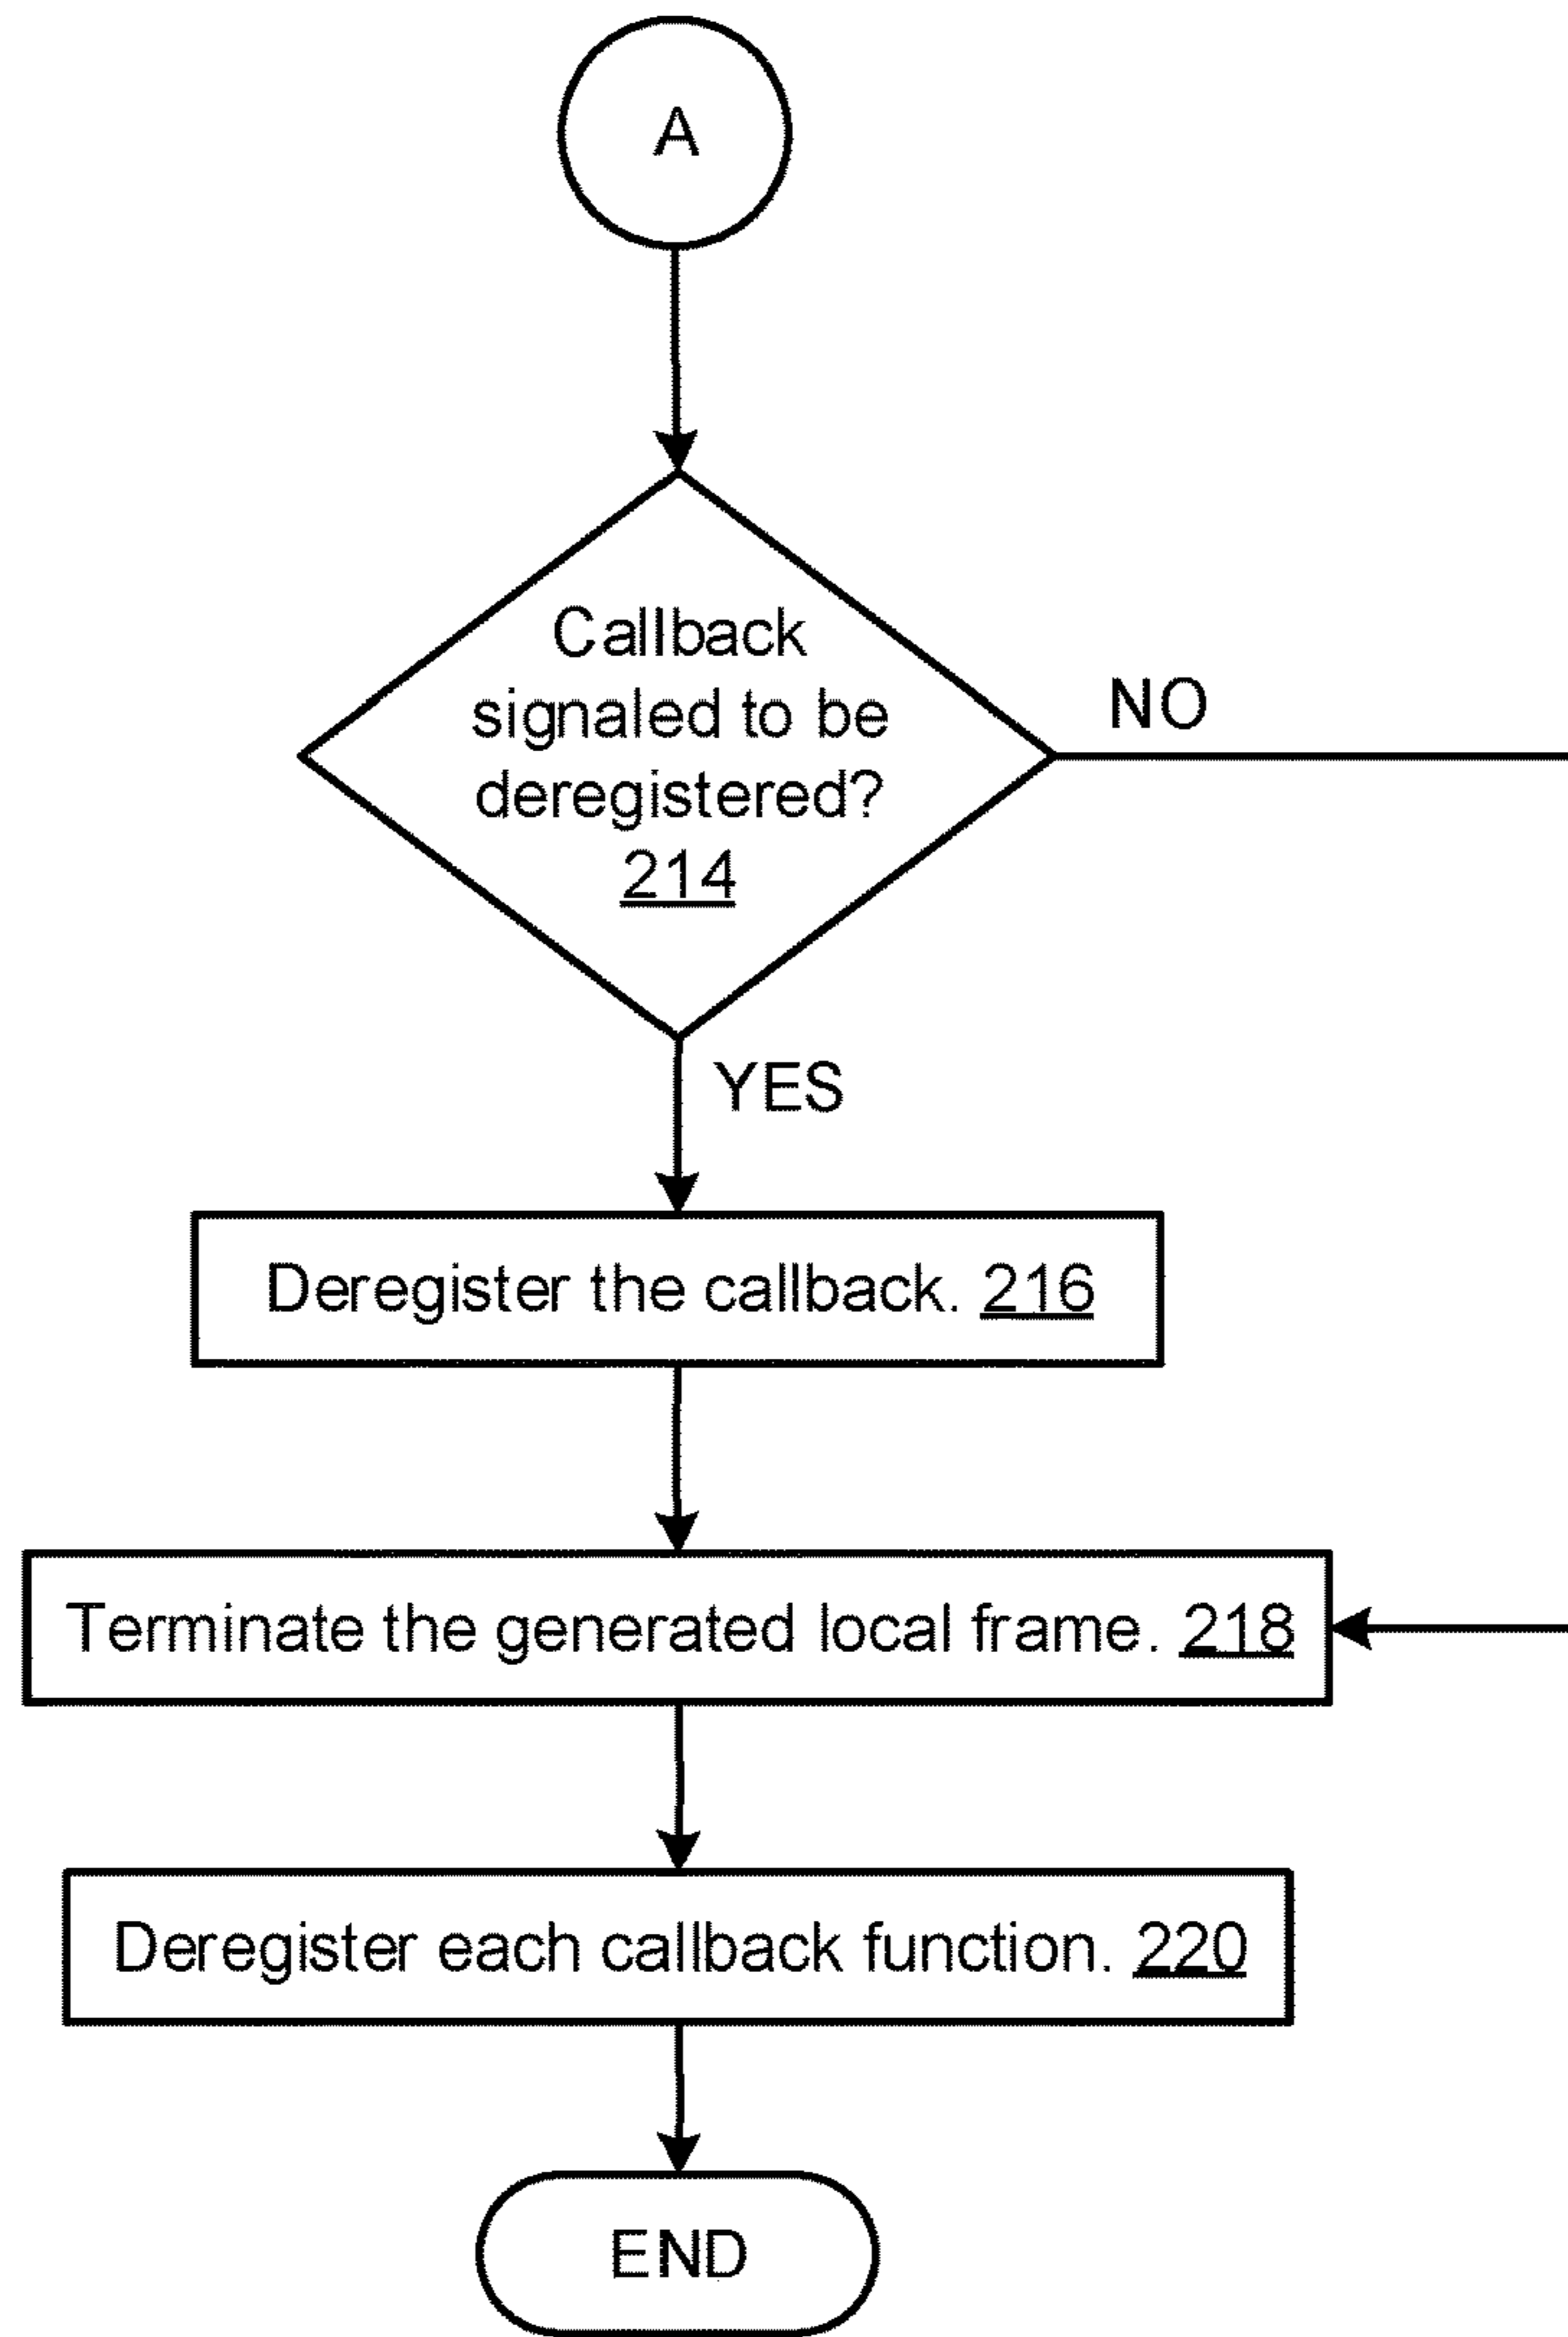 A
Callback
signaled to be
deregistered?
214
NO
YES
Deregister the callback. 216
Terminate the generated local frame. 218
Deregister each callback function. 220
END